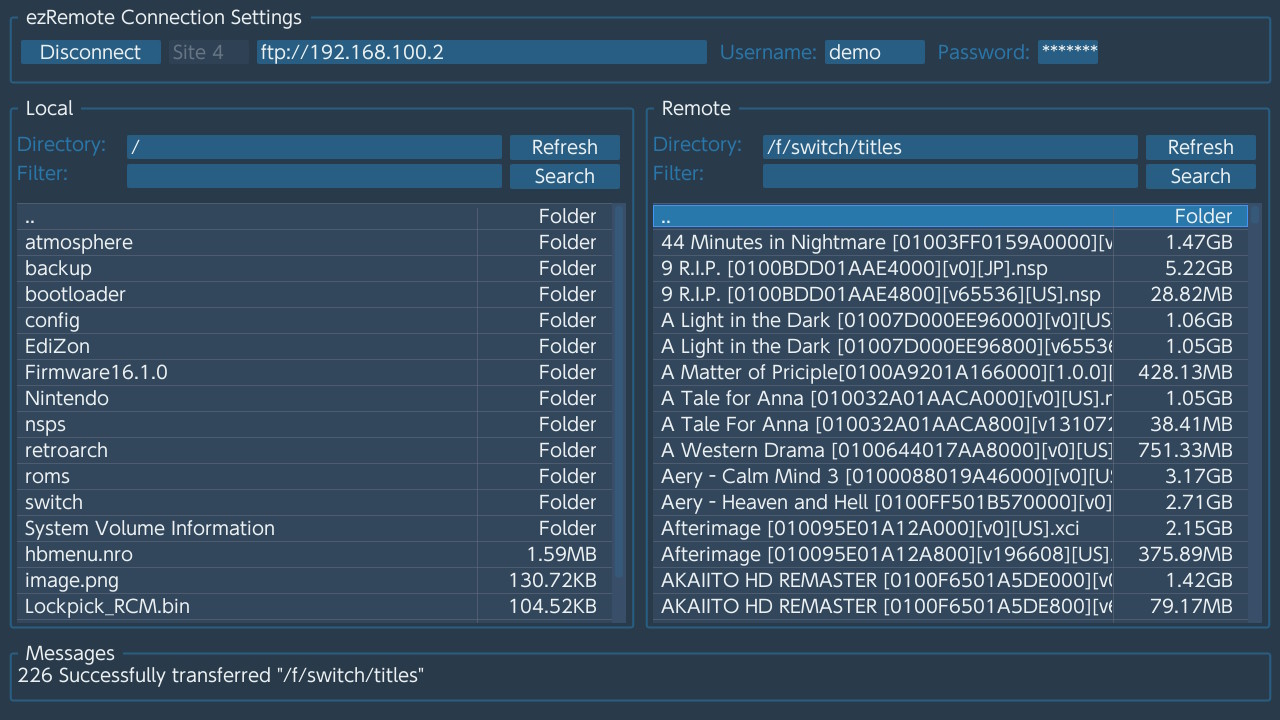 ezRemote Connection Settings
Disconnect Site 4 ftp://192.168.100.2 Username: demo Password: *******
Local
Directory: / Refresh
Filter: Search
.. Folder
atmosphere Folder
backup Folder
bootloader Folder
config Folder
EdiZon Folder
Firmware16.1.0 Folder
Nintendo Folder
nsps Folder
retroarch Folder
roms Folder
switch Folder
System Volume Information Folder
hbmenu.nro 1.59MB
image.png 130.72KB
Lockpick_RCM.bin 104.52KB
Remote
Directory: /f/switch/titles Refresh
Filter: Search
.. Folder
44 Minutes in Nightmare [01003FF0159A0000][v 1.47GB
9 R.I.P. [0100BDD01AAE4000][v0][JP].nsp 5.22GB
9 R.I.P. [0100BDD01AAE4800][v65536][US].nsp 28.82MB
A Light in the Dark [01007D000EE96000][v0][US 1.06GB
A Light in the Dark [01007D000EE96800][v6553 1.05GB
A Matter of Priciple[0100A9201A166000][1.0.0][ 428.13MB
A Tale for Anna [010032A01AACA000][v0][US]. 1.05GB
A Tale For Anna [010032A01AACA800][v13107 38.41MB
A Western Drama [0100644017AA8000][v0][US] 751.33MB
Aery - Calm Mind 3 [0100088019A46000][v0][U 3.17GB
Aery - Heaven and Hell [0100FF501B570000][v0] 2.71GB
Afterimage [010095E01A12A000][v0][US].xci 2.15GB
Afterimage [010095E01A12A800][v196608][US]. 375.89MB
AKAIITO HD REMASTER [0100F6501A5DE000][v 1.42GB
AKAIITO HD REMASTER [0100F6501A5DE800][v 79.17MB
Messages
226 Successfully transferred "/f/switch/titles"